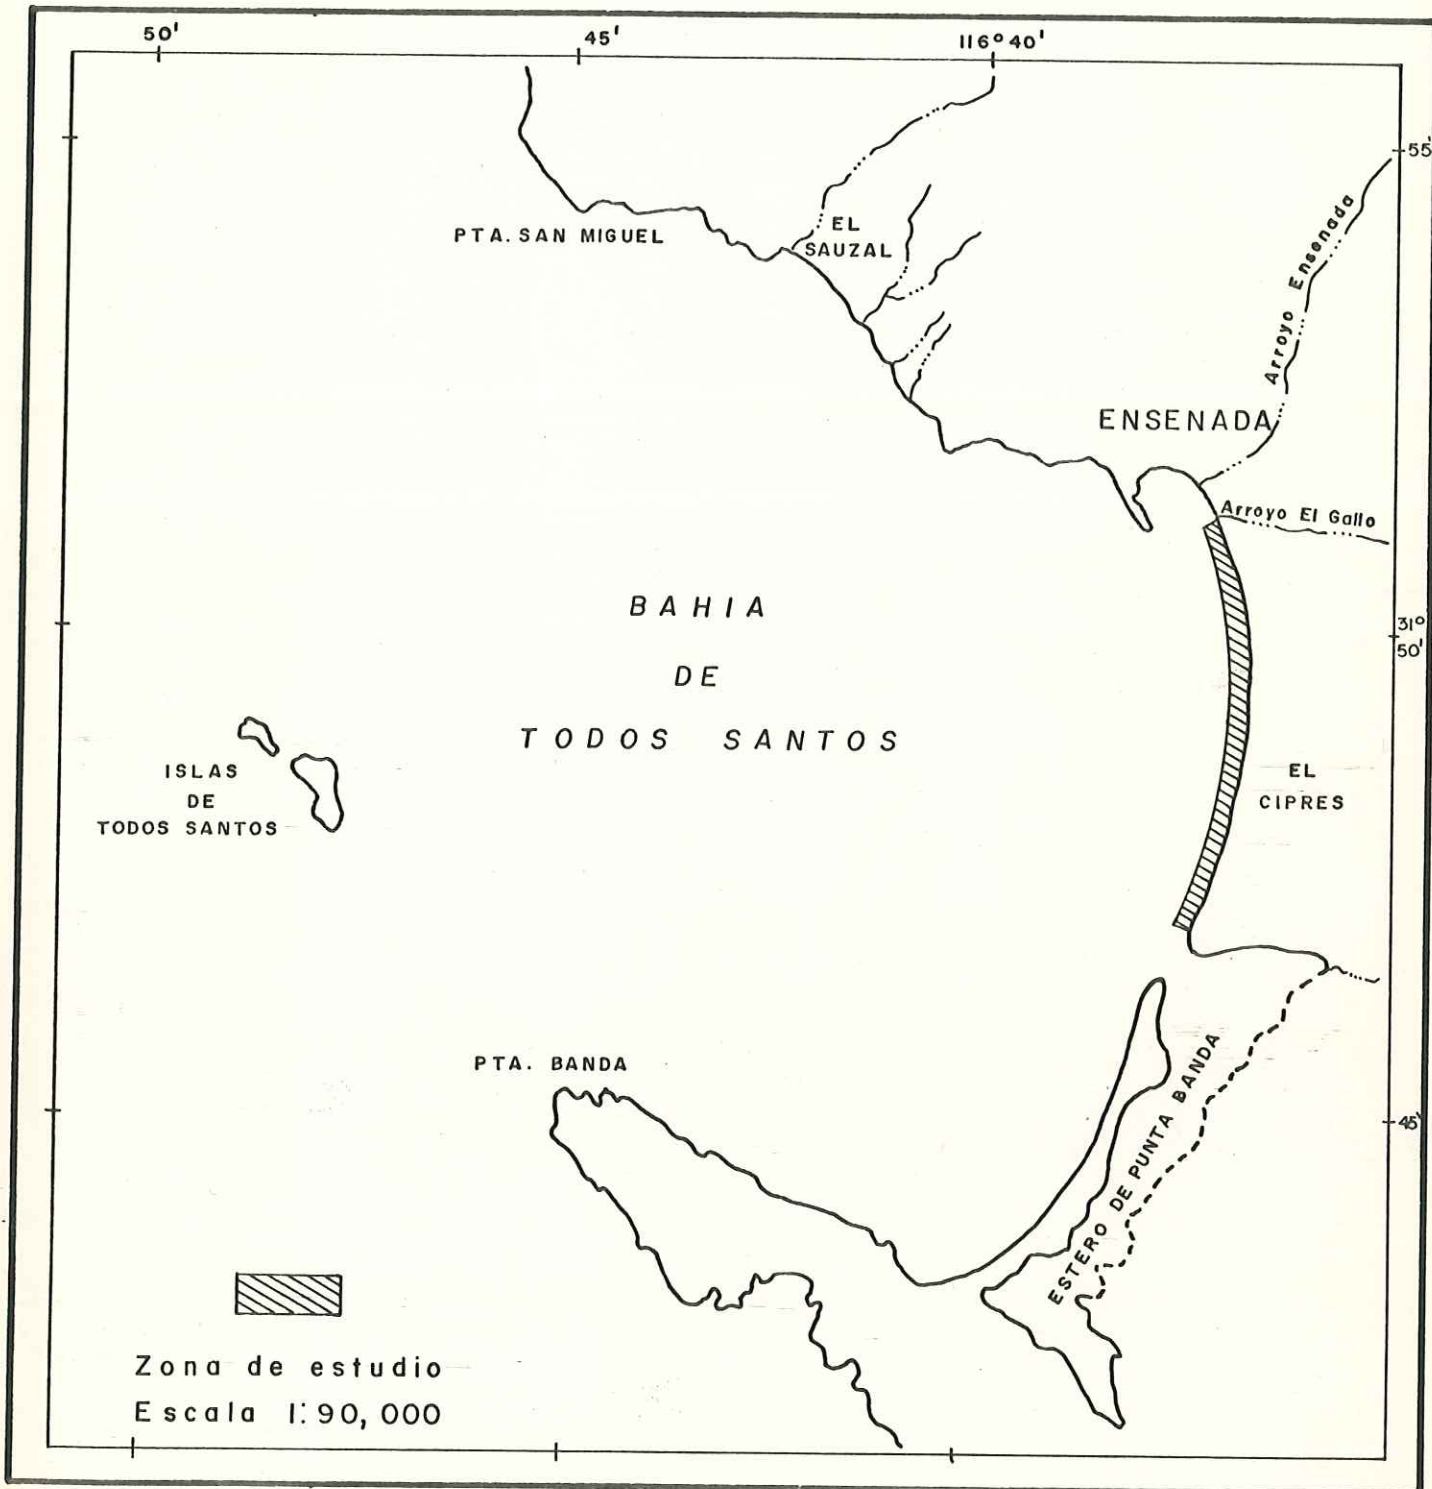 50'
45'
116° 40'
55'
PTA. SAN MIGUEL
EL
SAUZAL
Arroyo Ensenada
ENSENADA
Arroyo El Gallo
BAHIA
DE
TODOS SANTOS
31°
50'
ISLAS
DE
TODOS SANTOS
EL
CIPRES
PTA. BANDA
ESTERO DE PUNTA BANDA
45'
Zona de estudio
Escala 1:90,000